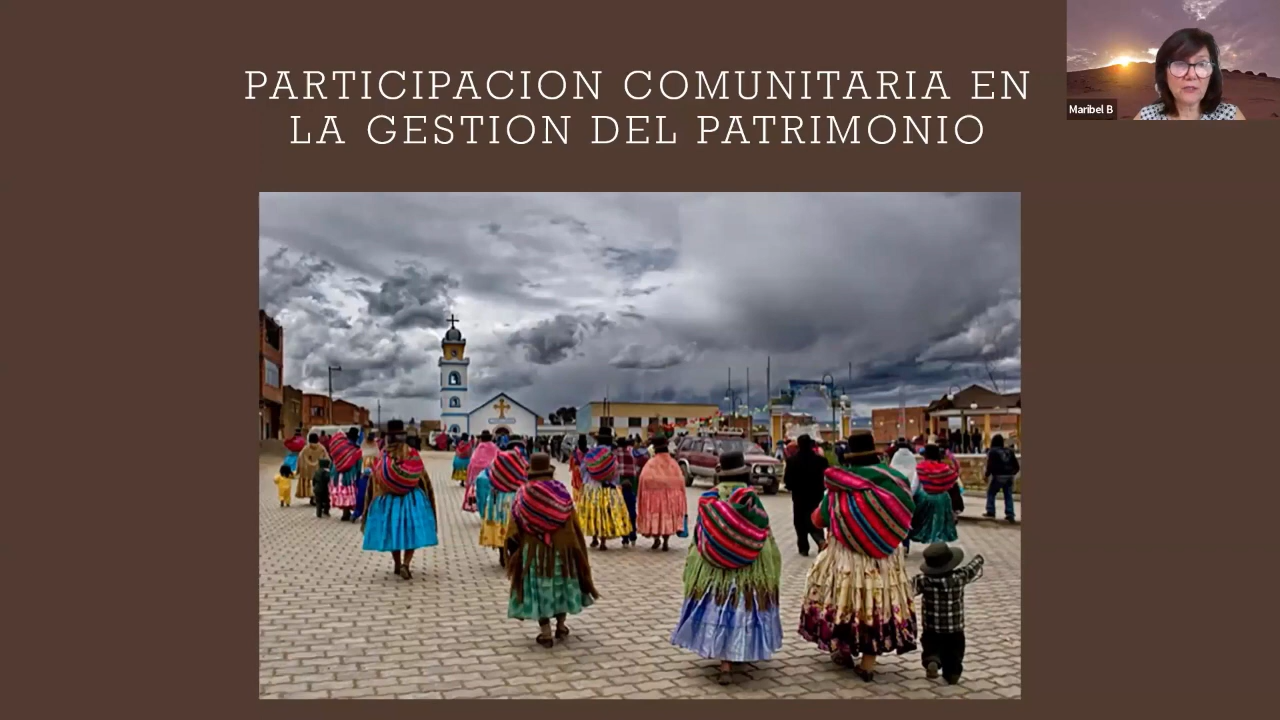 PARTICIPACION COMUNITARIA EN
LA GESTION DEL PATRIMONIO
Maribel B